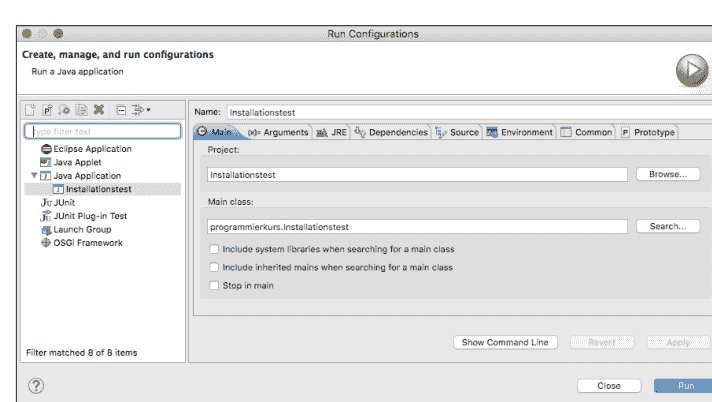 Run Configurations
Create, manage, and run configurations
Run a Java application
type filter text
Eclipse Application
Java Applet
Java Application
Installationstest
JUnit
JUnit Plug-in Test
Launch Group
OSGi Framework
Filter matched 8 of 8 items
Name: Installationstest
Main (x)= Arguments JRE Dependencies Source Environment Common P Prototype
Project:
Installationstest Browse...
Main class:
programmierkurs.Installationstest Search...
Include system libraries when searching for a main class
Include inherited mains when searching for a main class
Stop in main
Show Command Line Revert Apply
? Close Run